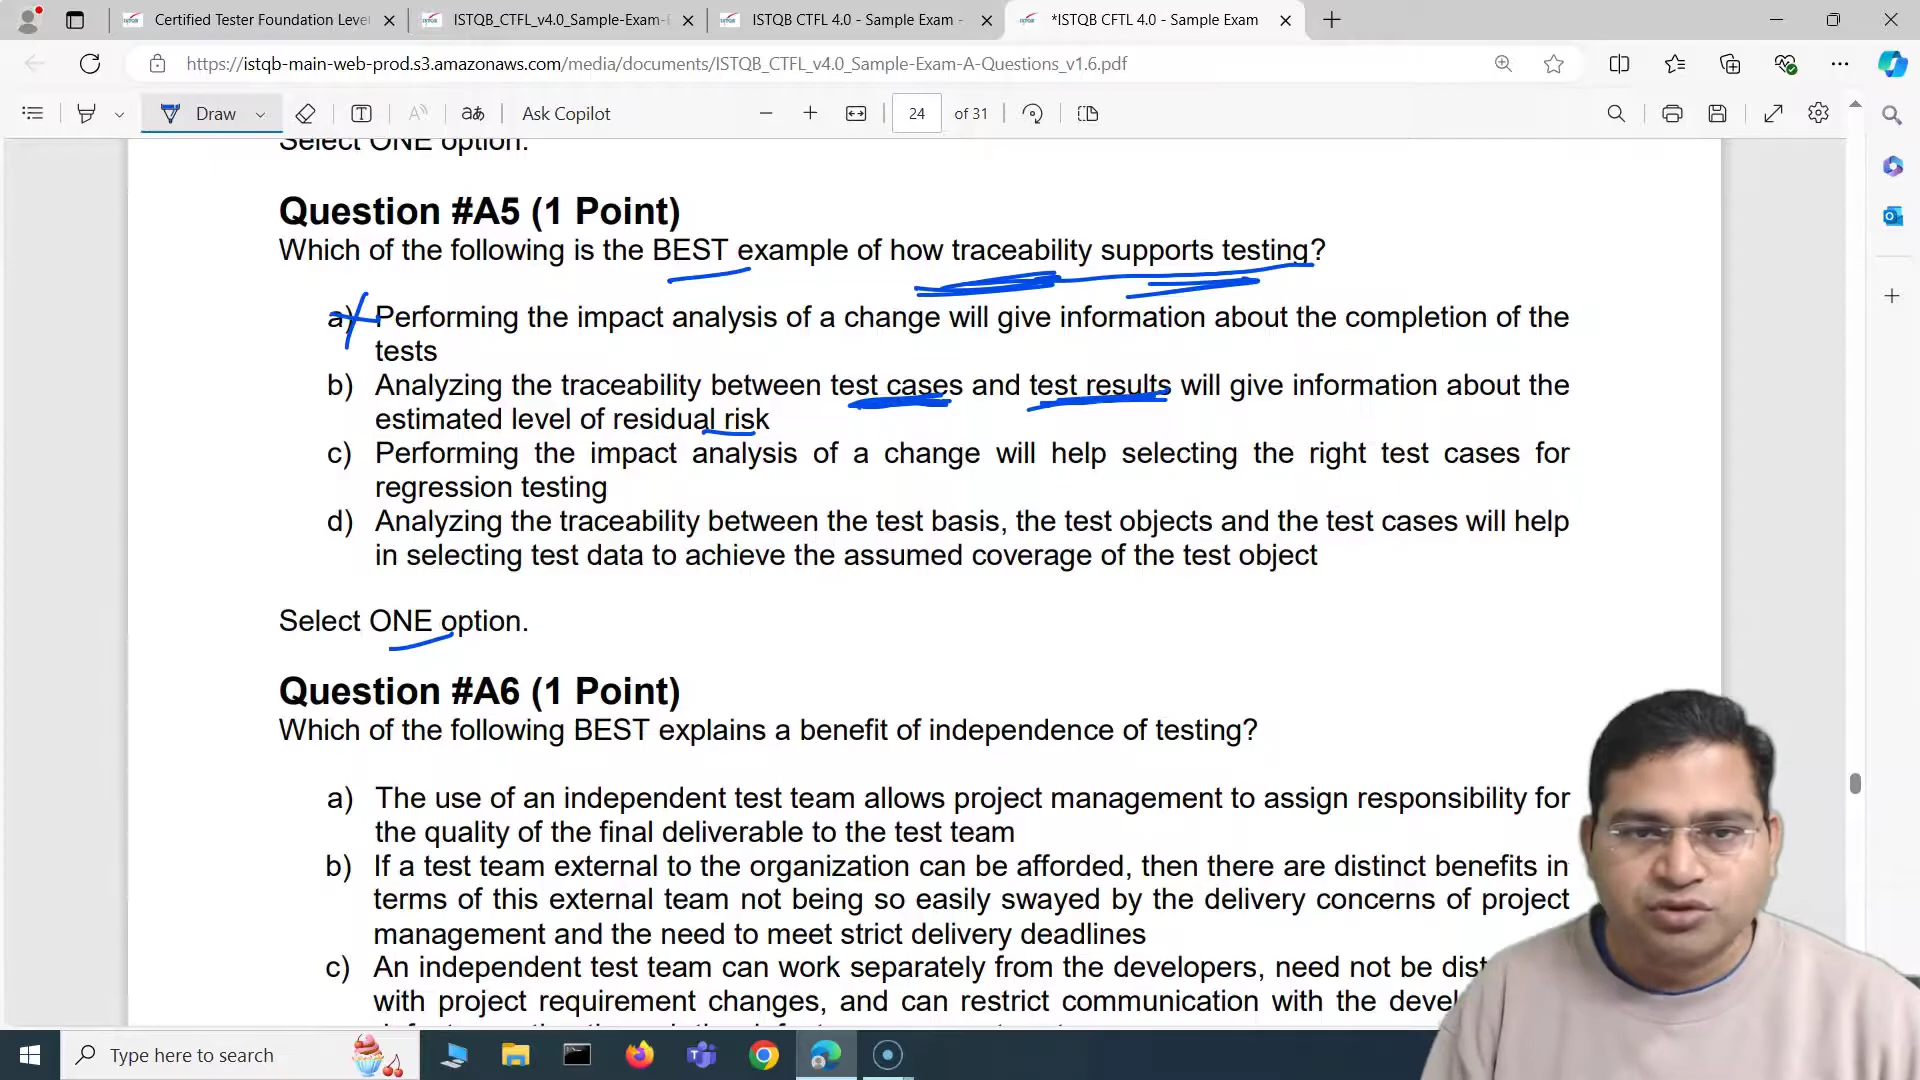 Certified Tester Foundation Leve
ISTQB_CTFL_v4.0_Sample-Exam-E
ISTQB CTFL 4.0 - Sample Exam -
*ISTQB CFTL 4.0 - Sample Exam
https://istqb-main-web-prod.s3.amazonaws.com/media/documents/ISTQB_CTFL_v4.0_Sample-Exam-A-Questions_v1.6.pdf
Draw
aあ
Ask Copilot
24 of 31
Select ONE option.
Question #A5 (1 Point)
Which of the following is the BEST example of how traceability supports testing?
a) Performing the impact analysis of a change will give information about the completion of the
tests
b) Analyzing the traceability between test cases and test results will give information about the
estimated level of residual risk
c) Performing the impact analysis of a change will help selecting the right test cases for
regression testing
d) Analyzing the traceability between the test basis, the test objects and the test cases will help
in selecting test data to achieve the assumed coverage of the test object
Select ONE option.
Question #A6 (1 Point)
Which of the following BEST explains a benefit of independence of testing?
a) The use of an independent test team allows project management to assign responsibility for
the quality of the final deliverable to the test team
b) If a test team external to the organization can be afforded, then there are distinct benefits in
terms of this external team not being so easily swayed by the delivery concerns of project
management and the need to meet strict delivery deadlines
c) An independent test team can work separately from the developers, need not be dist
with project requirement changes, and can restrict communication with the devel
Type here to search